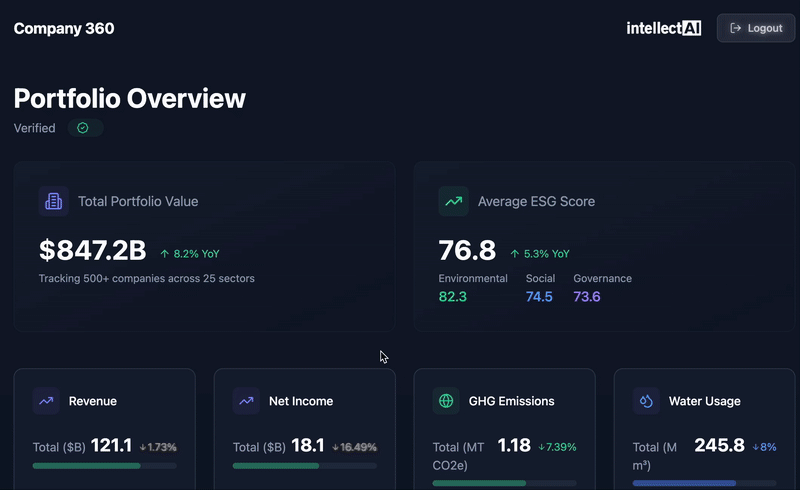 Company 360
intellectAI
Logout
Portfolio Overview
Verified
Total Portfolio Value
$847.2B ↑ 8.2% YoY
Tracking 500+ companies across 25 sectors
Average ESG Score
76.8 ↑ 5.3% YoY
Environmental Social Governance
82.3 74.5 73.6
Revenue
Total ($B) 121.1 ↓1.73%
Net Income
Total ($B) 18.1 ↓16.49%
GHG Emissions
Total (MT 1.18 ↓7.39%
CO2e)
Water Usage
Total (M 245.8 ↓8%
m³)